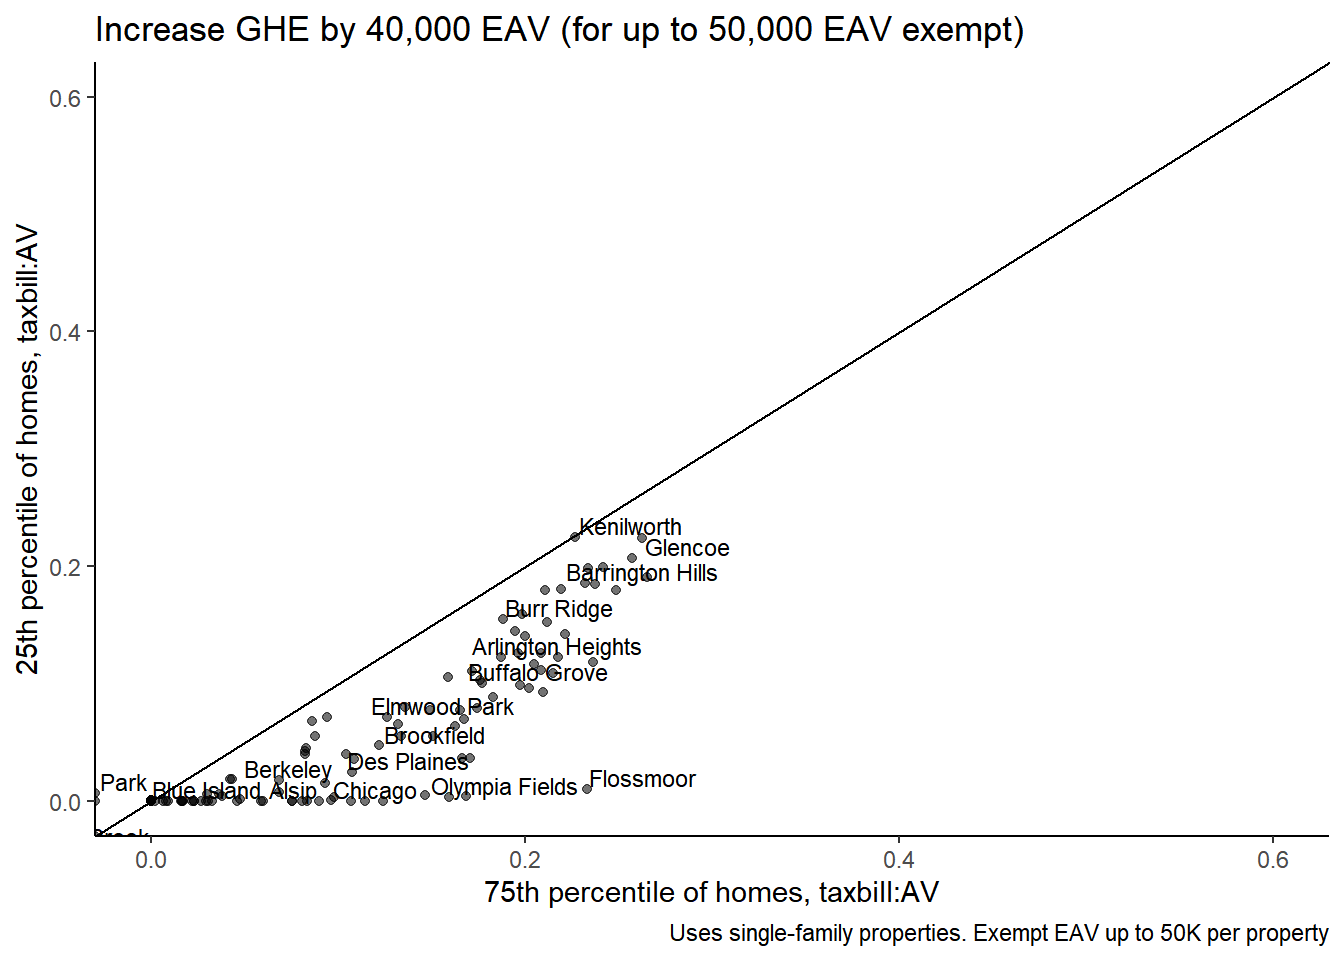 Increase GHE by 40,000 EAV (for up to 50,000 EAV exempt)
0.6
0.4
0.2
0.0
25th percentile of homes, taxbill:AV
Kenilworth
Glencoe
Barrington Hills
Burr Ridge
Arlington Heights
Buffalo Grove
Elmwood Park
Brookfield
Des Plaines
Berkeley
Flossmoor
Park
Blue Island Alsip Chicago Olympia Fields
0.0 0.2 0.4 0.6
75th percentile of homes, taxbill:AV
Uses single-family properties. Exempt EAV up to 50K per property